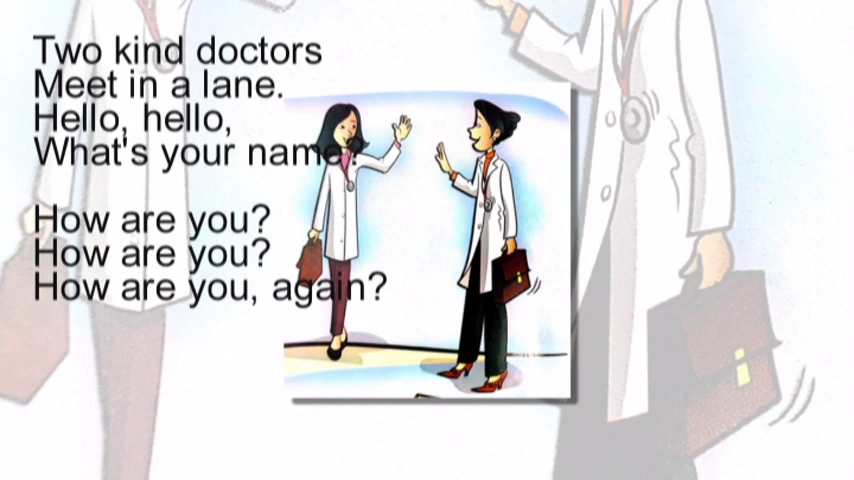 Two kind doctors
Meet in a lane.
Hello, hello,
What's your name?
How are you?
How are you?
How are you, again?